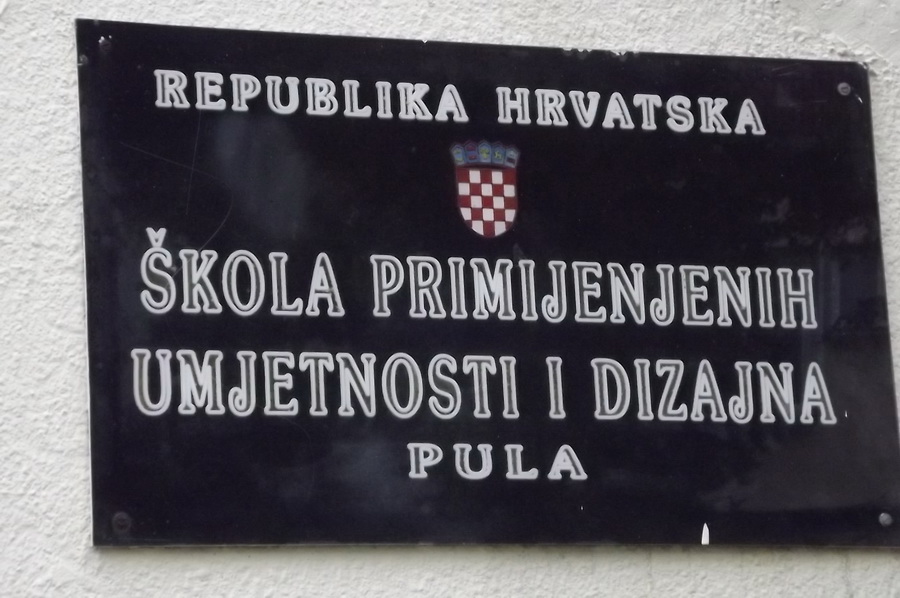 REPUBLIKA HRVATSKA
ŠKOLA PRIMIJENJENIH
UMJETNOSTI I DIZAJNA
PULA